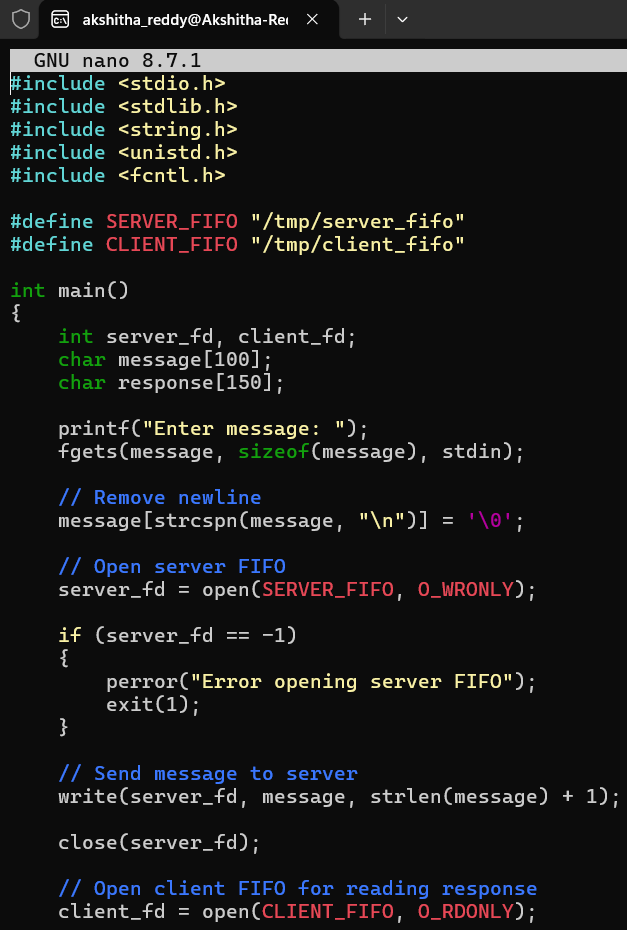 akshitha_reddy@Akshitha-Re
GNU nano 8.7.1
#include <stdio.h>
#include <stdlib.h>
#include <string.h>
#include <unistd.h>
#include <fcntl.h>

#define SERVER_FIFO "/tmp/server_fifo"
#define CLIENT_FIFO "/tmp/client_fifo"

int main()
{
    int server_fd, client_fd;
    char message[100];
    char response[150];

    printf("Enter message: ");
    fgets(message, sizeof(message), stdin);

    // Remove newline
    message[strcspn(message, "\n")] = '\0';

    // Open server FIFO
    server_fd = open(SERVER_FIFO, O_WRONLY);

    if (server_fd == -1)
    {
        perror("Error opening server FIFO");
        exit(1);
    }

    // Send message to server
    write(server_fd, message, strlen(message) + 1);

    close(server_fd);

    // Open client FIFO for reading response
    client_fd = open(CLIENT_FIFO, O_RDONLY);